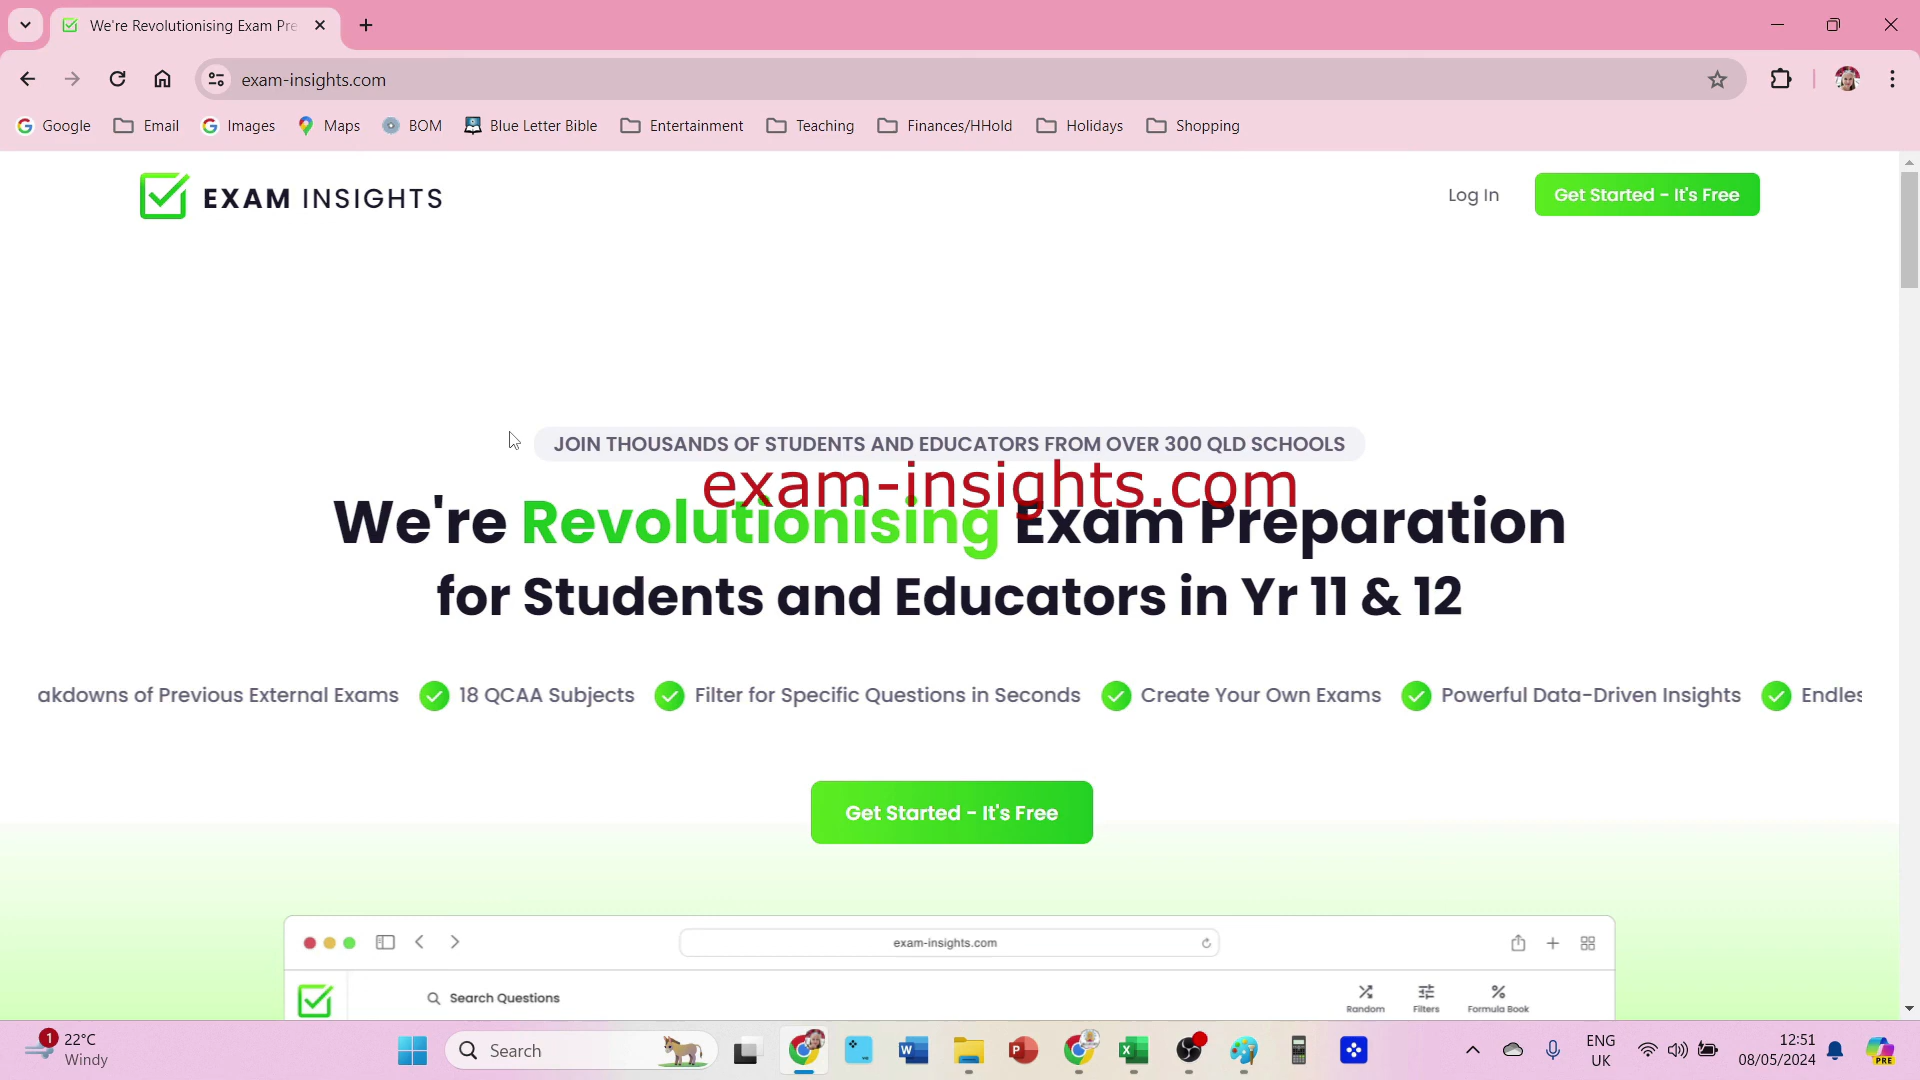 We're Revolutionising Exam Pre
exam-insights.com
Google Email Images Maps BOM Blue Letter Bible Entertainment Teaching Finances/HHold Holidays Shopping
EXAM INSIGHTS
Log In
Get Started - It's Free
JOIN THOUSANDS OF STUDENTS AND EDUCATORS FROM OVER 300 QLD SCHOOLS
exam-insights.com
We're Revolutionising Exam Preparation
for Students and Educators in Yr 11 & 12
akdowns of Previous External Exams 18 QCAA Subjects Filter for Specific Questions in Seconds Create Your Own Exams Powerful Data-Driven Insights Endles
Get Started - It's Free
exam-insights.com
Search Questions
Random Filters Formula Book
1 22°C
Windy
Search
W P X
PRE
ENG
UK
12:51
08/05/2024